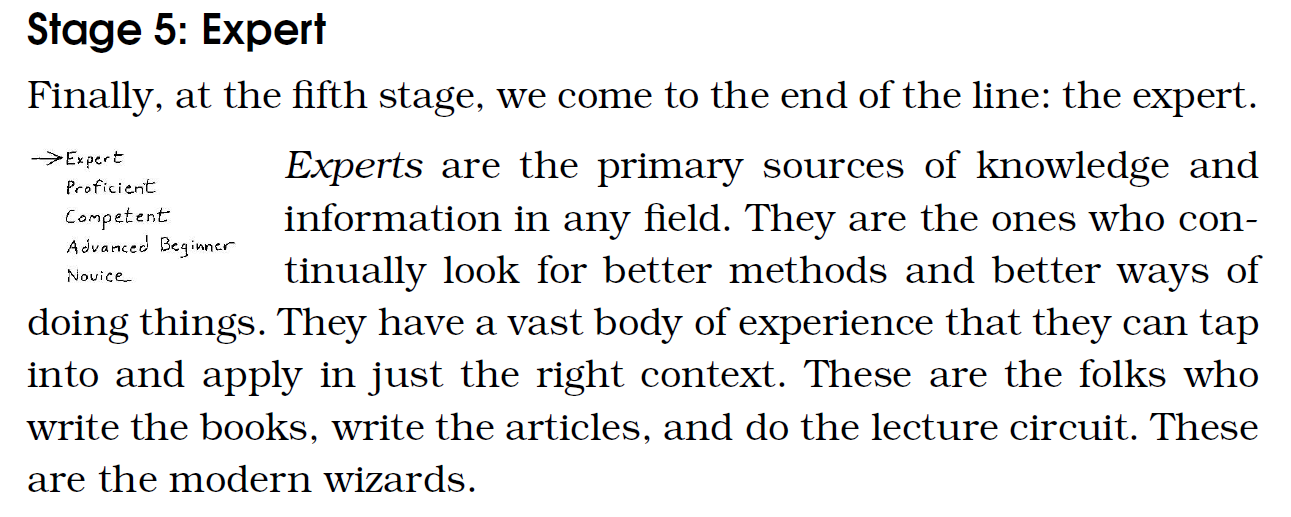 Stage 5: Expert
Finally, at the fifth stage, we come to the end of the line: the expert.
→Expert
Proficient
Competent
Advanced Beginner
Novice
Experts are the primary sources of knowledge and
information in any field. They are the ones who con-
tinually look for better methods and better ways of
doing things. They have a vast body of experience that they can tap
into and apply in just the right context. These are the folks who
write the books, write the articles, and do the lecture circuit. These
are the modern wizards.